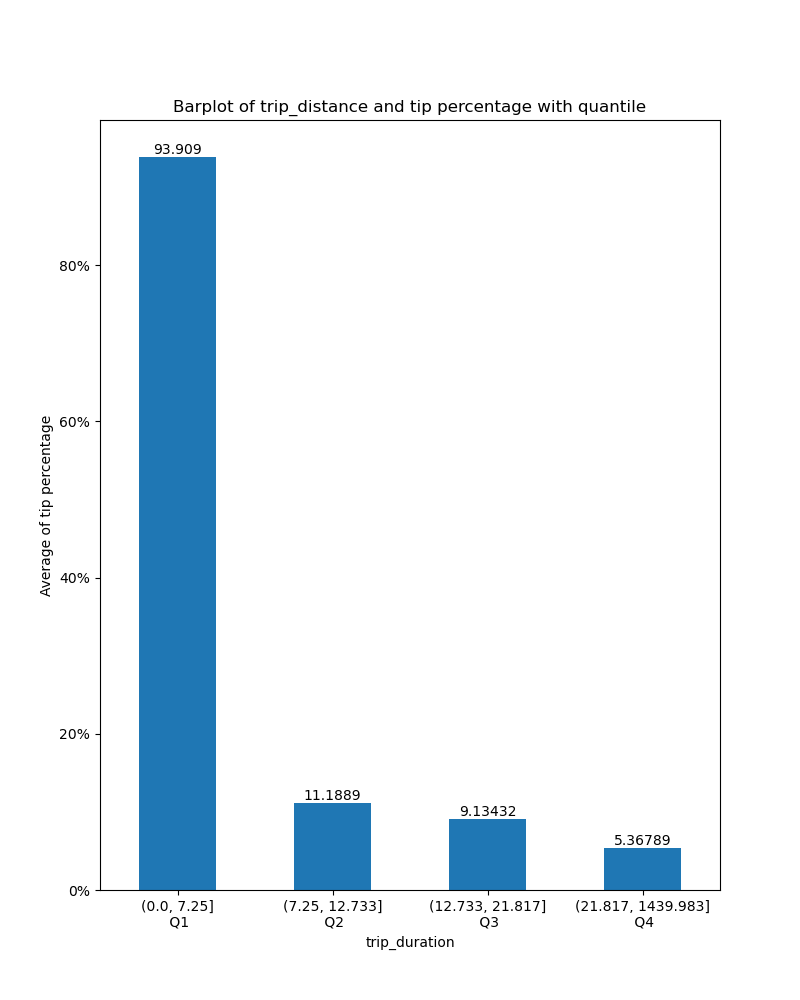 Barplot of trip_distance and tip percentage with quantile
93.909
80%
60%
Average of tip percentage
40%
20%
11.1889
9.13432
5.36789
0%
(0.0, 7.25] (7.25, 12.733] (12.733, 21.817] (21.817, 1439.983]
Q1 Q2 Q3 Q4
trip_duration